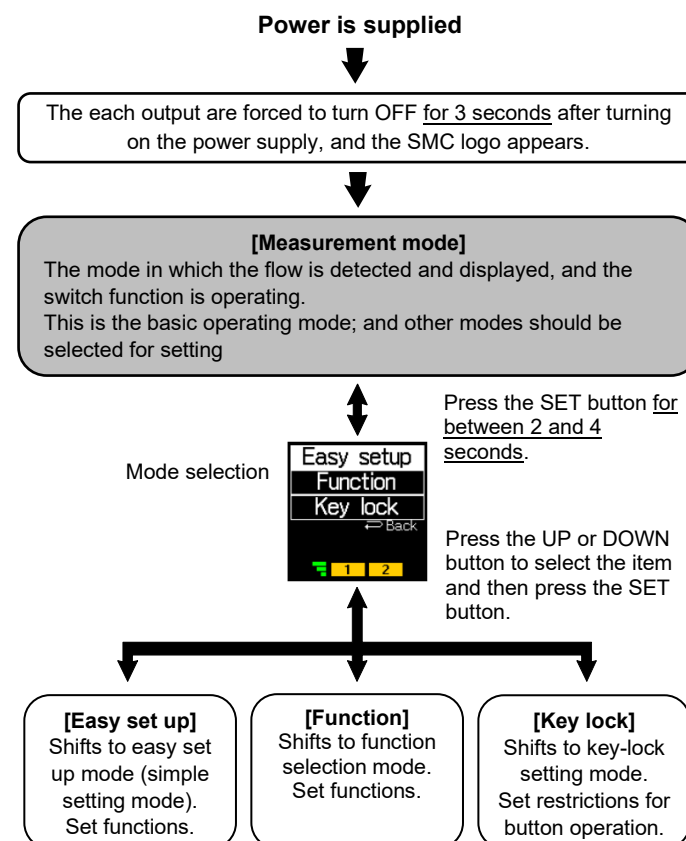 Power is supplied
The each output are forced to turn OFF for 3 seconds after turning
on the power supply, and the SMC logo appears.
[Measurement mode]
The mode in which the flow is detected and displayed, and the
switch function is operating.
This is the basic operating mode; and other modes should be
selected for setting
Press the SET button for
between 2 and 4
seconds.
Mode selection
Easy setup
Function
Key lock
Back
1 2
Press the UP or DOWN
button to select the item
and then press the SET
button.
[Easy set up]
Shifts to easy set
up mode (simple
setting mode).
Set functions.
[Function]
Shifts to function
selection mode.
Set functions.
[Key lock]
Shifts to key-lock
setting mode.
Set restrictions for
button operation.